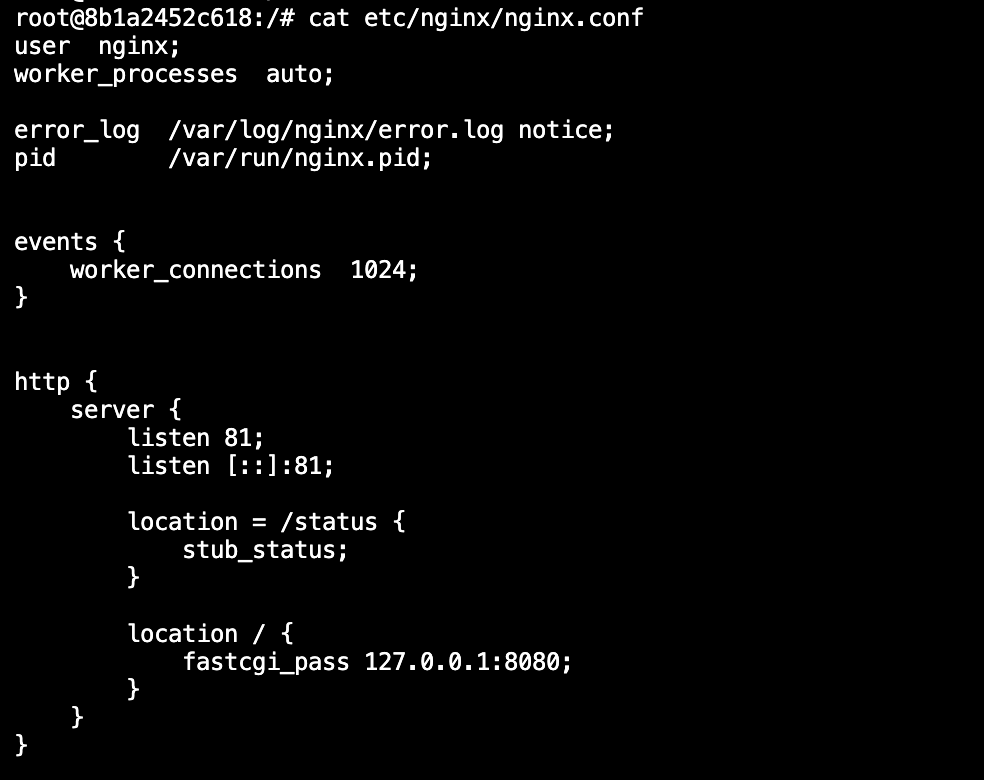 root@8b1a2452c618:/# cat etc/nginx/nginx.conf
user  nginx;
worker_processes  auto;

error_log  /var/log/nginx/error.log notice;
pid        /var/run/nginx.pid;


events {
    worker_connections  1024;
}


http {
    server {
        listen 81;
        listen [::]:81;

        location = /status {
            stub_status;
        }

        location / {
            fastcgi_pass 127.0.0.1:8080;
        }
    }
}